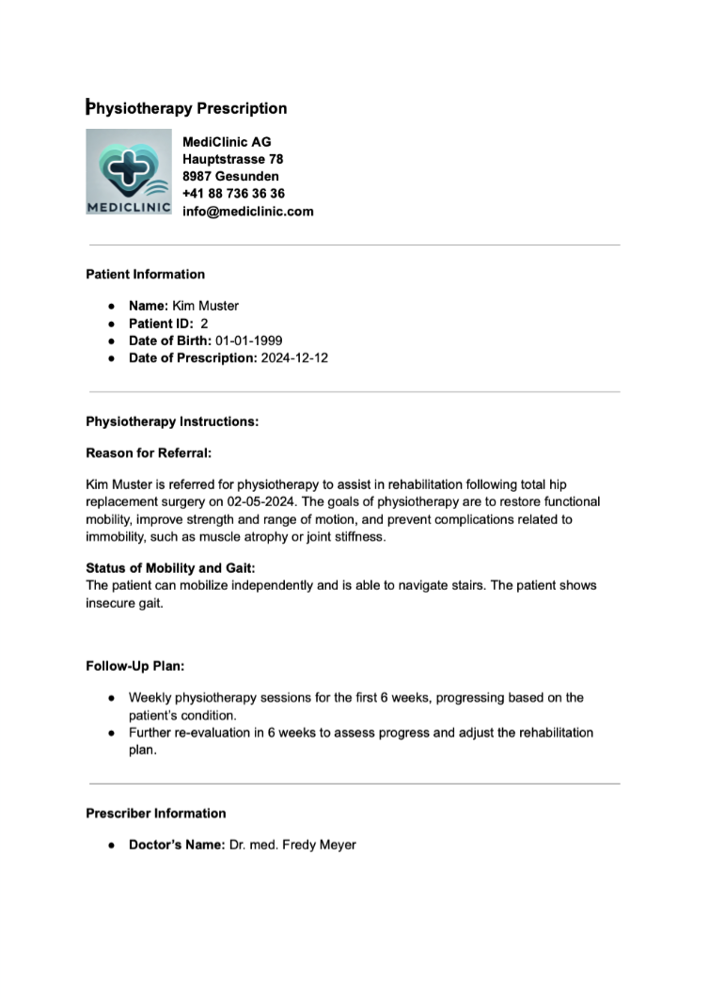 Physiotherapy Prescription
MEDICLINIC
MediClinic AG
Hauptstrasse 78
8987 Gesunden
+41 88 736 36 36
info@mediclinic.com
Patient Information
● Name: Kim Muster
● Patient ID: 2
● Date of Birth: 01-01-1999
● Date of Prescription: 2024-12-12
Physiotherapy Instructions:
Reason for Referral:
Kim Muster is referred for physiotherapy to assist in rehabilitation following total hip
replacement surgery on 02-05-2024. The goals of physiotherapy are to restore functional
mobility, improve strength and range of motion, and prevent complications related to
immobility, such as muscle atrophy or joint stiffness.
Status of Mobility and Gait:
The patient can mobilize independently and is able to navigate stairs. The patient shows
insecure gait.
Follow-Up Plan:
● Weekly physiotherapy sessions for the first 6 weeks, progressing based on the
patient’s condition.
● Further re-evaluation in 6 weeks to assess progress and adjust the rehabilitation
plan.
Prescriber Information
● Doctor’s Name: Dr. med. Fredy Meyer